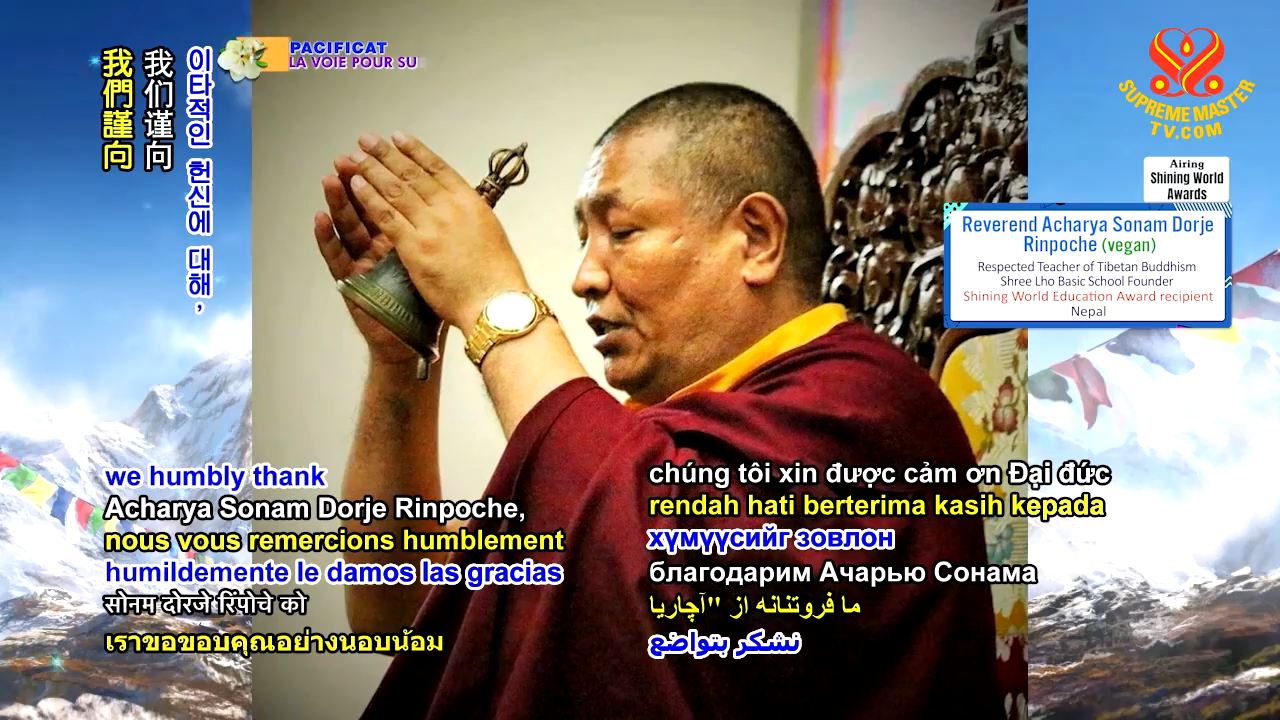 我們謹向
我们谨向
이타적인 헌신에 대해,
PACIFICAT
LA VOIE POUR SU
SUPREME MASTER
TV.COM
Airing
Shining World
Awards
Reverend Acharya Sonam Dorje
Rinpoche (vegan)
Respected Teacher of Tibetan Buddhism
Shree Lho Basic School Founder
Shining World Education Award recipient
Nepal
we humbly thank
Acharya Sonam Dorje Rinpoche,
nous vous remercions humblement
humildemente le damos las gracias
सोनम दोरजे रिंपोचे को
เราขอขอบคุณอย่างนอบน้อม
chúng tôi xin được cảm ơn Đại đức
rendah hati berterima kasih kepada
хүмүүсийг зовлон
благодарим Ачарью Сонама
ما فروتنانه از "آچاریا
نشكر بتواضع